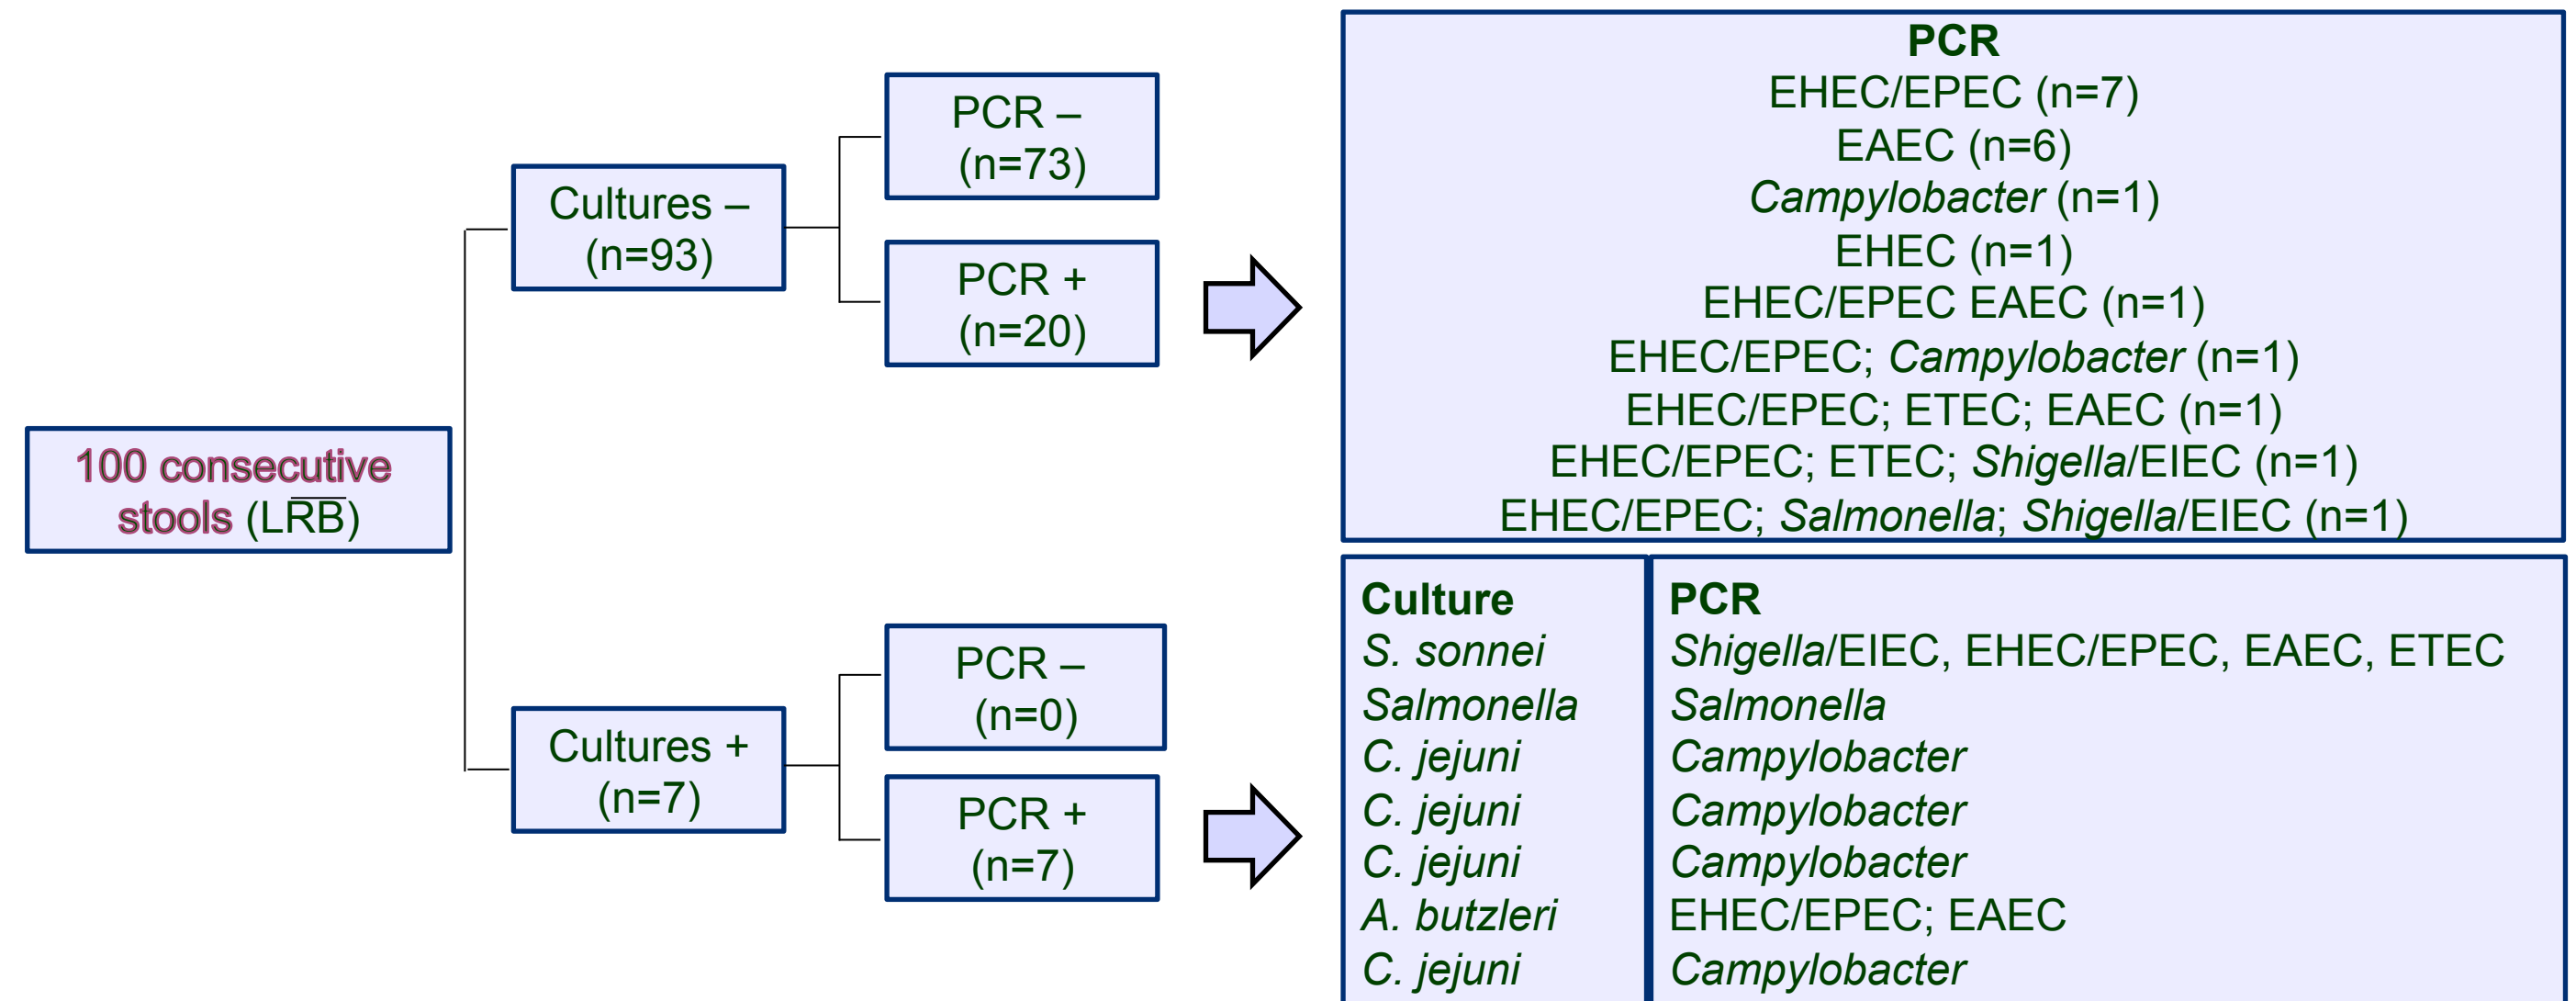 100 consecutive
stools (LRB)
Cultures –
(n=93)
PCR –
(n=73)
PCR +
(n=20)
PCR
EHEC/EPEC (n=7)
EAEC (n=6)
Campylobacter (n=1)
EHEC (n=1)
EHEC/EPEC EAEC (n=1)
EHEC/EPEC; Campylobacter (n=1)
EHEC/EPEC; ETEC; EAEC (n=1)
EHEC/EPEC; ETEC; Shigella/EIEC (n=1)
EHEC/EPEC; Salmonella; Shigella/EIEC (n=1)
Cultures +
(n=7)
PCR –
(n=0)
PCR +
(n=7)
Culture PCR
S. sonnei Shigella/EIEC, EHEC/EPEC, EAEC, ETEC
Salmonella Salmonella
C. jejuni Campylobacter
C. jejuni Campylobacter
C. jejuni Campylobacter
A. butzleri EHEC/EPEC; EAEC
C. jejuni Campylobacter